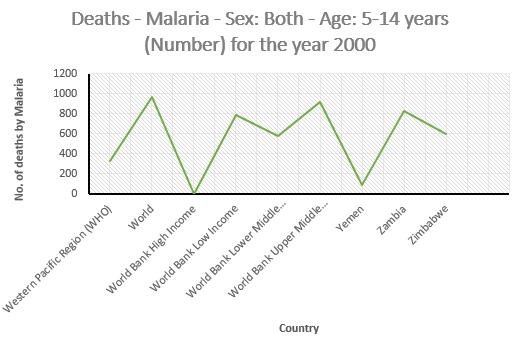 Deaths - Malaria - Sex: Both - Age: 5-14 years
(Number) for the year 2000
No. of deaths by Malaria
1200
1000
800
600
400
200
0
Western Pacific Region (WHO)
World
World Bank High Income
World Bank Low Income
World Bank Lower Middle...
World Bank Upper Middle...
Yemen
Zambia
Zimbabwe
Country